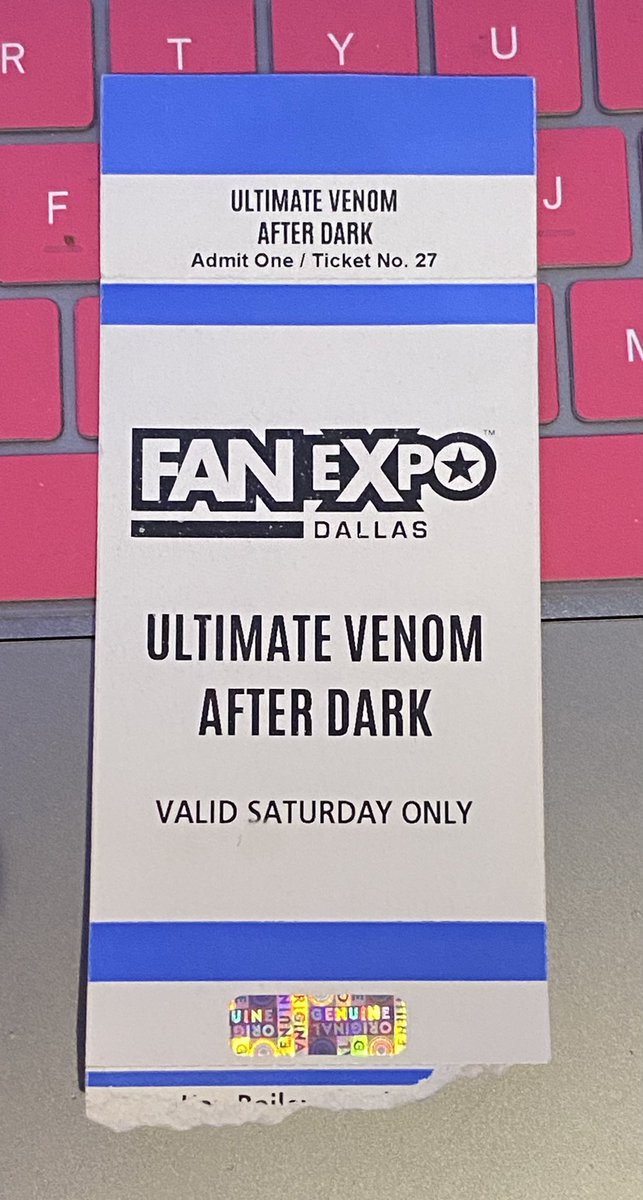 R T Y U
F J
M
ULTIMATE VENOM
AFTER DARK
Admit One / Ticket No. 27
FAN EXPO™
DALLAS
ULTIMATE VENOM
AFTER DARK
VALID SATURDAY ONLY
GENUINE
ORIGINAL